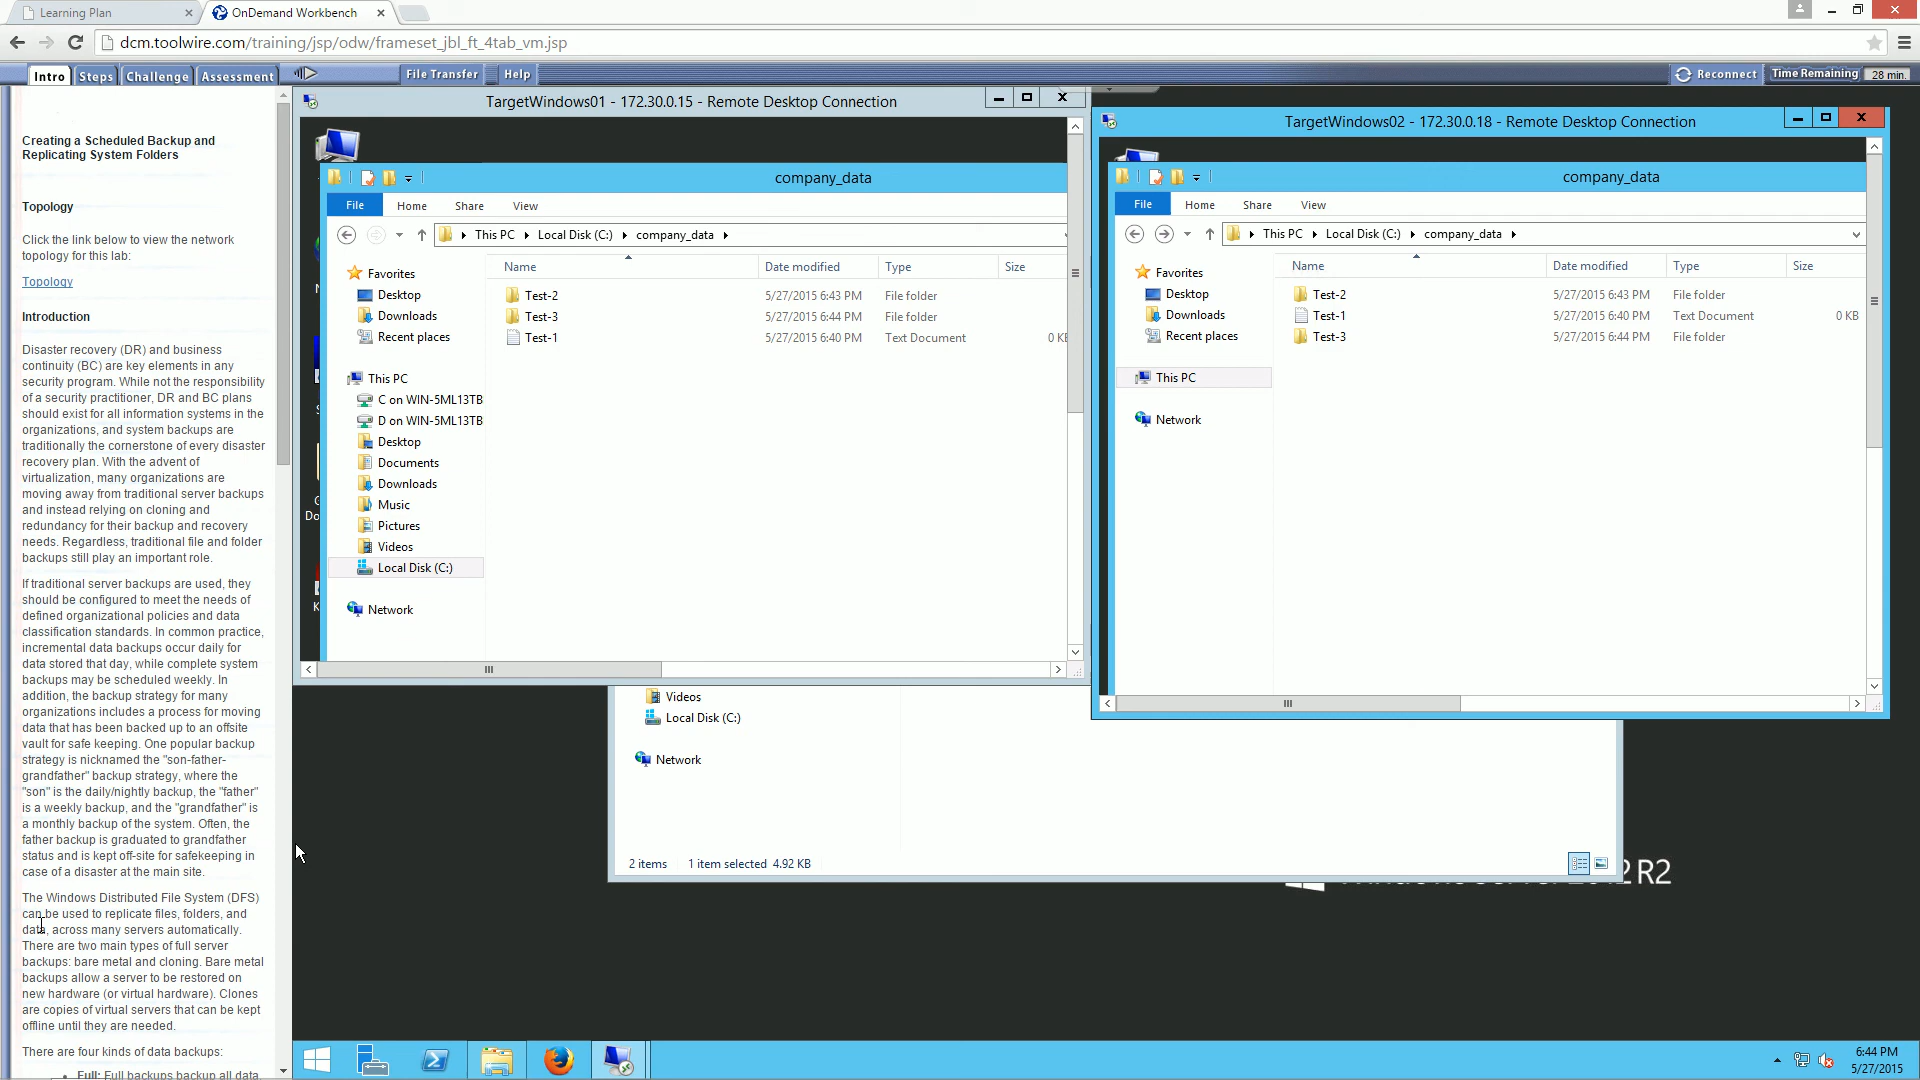 Learning Plan
OnDemand Workbench
dcm.toolwire.com/training/jsp/odw/frameset_jbl_ft_4tab_vm.jsp
Intro Steps Challenge Assessment File Transfer Help Reconnect Time Remaining 28 min.
Creating a Scheduled Backup and
Replicating System Folders
Topology
Click the link below to view the network
topology for this lab:
Topology
Introduction
Disaster recovery (DR) and business
continuity (BC) are key elements in any
security program. While not the responsibility
of a security practitioner, DR and BC plans
should exist for all information systems in the
organizations, and system backups are
traditionally the cornerstone of every disaster
recovery plan. With the advent of
virtualization, many organizations are
moving away from traditional server backups
and instead relying on cloning and
redundancy for their backup and recovery
needs. Regardless, traditional file and folder
backups still play an important role.
If traditional server backups are used, they
should be configured to meet the needs of
defined organizational policies and data
classification standards. In common practice,
incremental data backups occur daily for
data stored that day, while complete system
backups may be scheduled weekly. In
addition, the backup strategy for many
organizations includes a process for moving
data that has been backed up to an offsite
vault for safe keeping. One popular backup
strategy is nicknamed the "son-father-
grandfather" backup strategy, where the
"son" is the daily/nightly backup, the "father"
is a weekly backup, and the "grandfather" is
a monthly backup of the system. Often, the
father backup is graduated to grandfather
status and is kept off-site for safekeeping in
case of a disaster at the main site.
The Windows Distributed File System (DFS)
can be used to replicate files, folders, and
data, across many servers automatically.
There are two main types of full server
backups: bare metal and cloning. Bare metal
backups allow a server to be restored on
new hardware (or virtual hardware). Clones
are copies of virtual servers that can be kept
offline until they are needed.
There are four kinds of data backups:
Full: Full backups backup all data.
TargetWindows01 - 172.30.0.15 - Remote Desktop Connection
company_data
File Home Share View
This PC Local Disk (C:) company_data
Name Date modified Type Size
Test-2 5/27/2015 6:43 PM File folder
Test-3 5/27/2015 6:44 PM File folder
Test-1 5/27/2015 6:40 PM Text Document 0 KB
Favorites
Desktop
Downloads
Recent places
This PC
C on WIN-5ML13TB
D on WIN-5ML13TB
Desktop
Documents
Downloads
Music
Pictures
Videos
Local Disk (C:)
Network
TargetWindows02 - 172.30.0.18 - Remote Desktop Connection
company_data
File Home Share View
This PC Local Disk (C:) company_data
Name Date modified Type Size
Test-2 5/27/2015 6:43 PM File folder
Test-1 5/27/2015 6:40 PM Text Document 0 KB
Test-3 5/27/2015 6:44 PM File folder
Favorites
Desktop
Downloads
Recent places
This PC
Network
Videos
Local Disk (C:)
Network
2 items 1 item selected 4.92 KB
R2
6:44 PM
5/27/2015